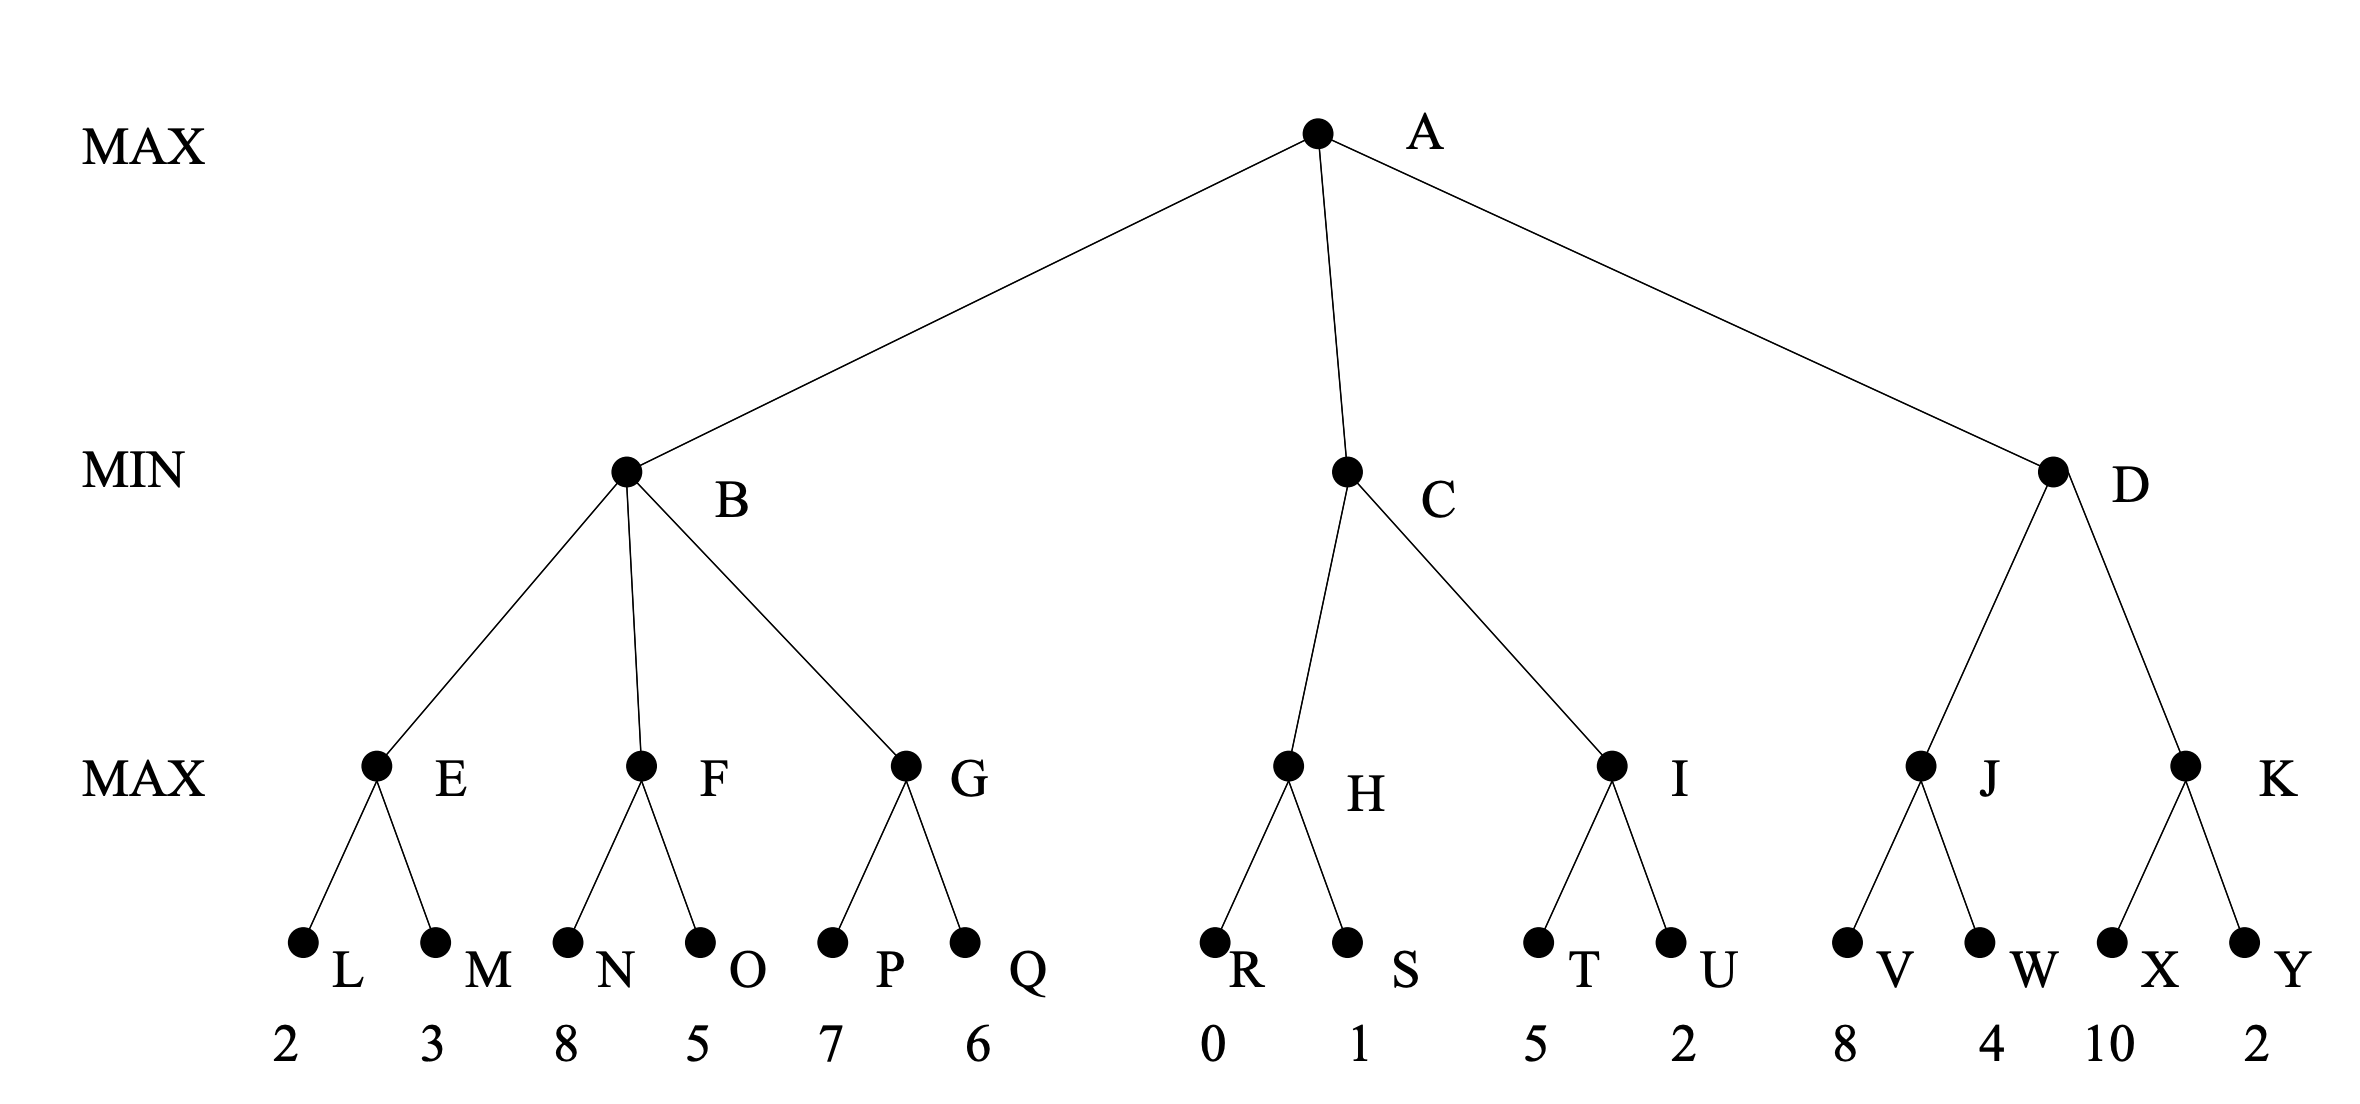 MAX A
MIN B C D
MAX E F G H I J K
L M N O P Q R S T U V W X Y
2 3 8 5 7 6 0 1 5 2 8 4 10 2